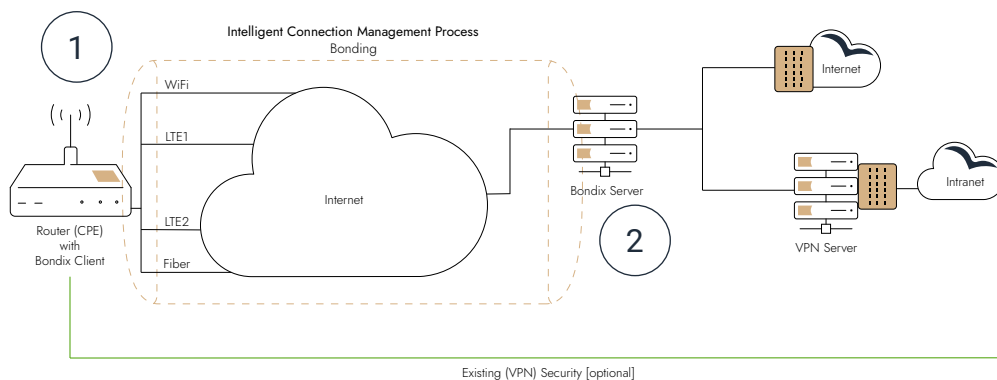 1
Intelligent Connection Management Process
Bonding
WiFi
LTE1
LTE2
Fiber
Internet
Router (CPE)
with
Bondix Client
Bondix Server
2
Internet
Intranet
VPN Server
Existing (VPN) Security [optional]